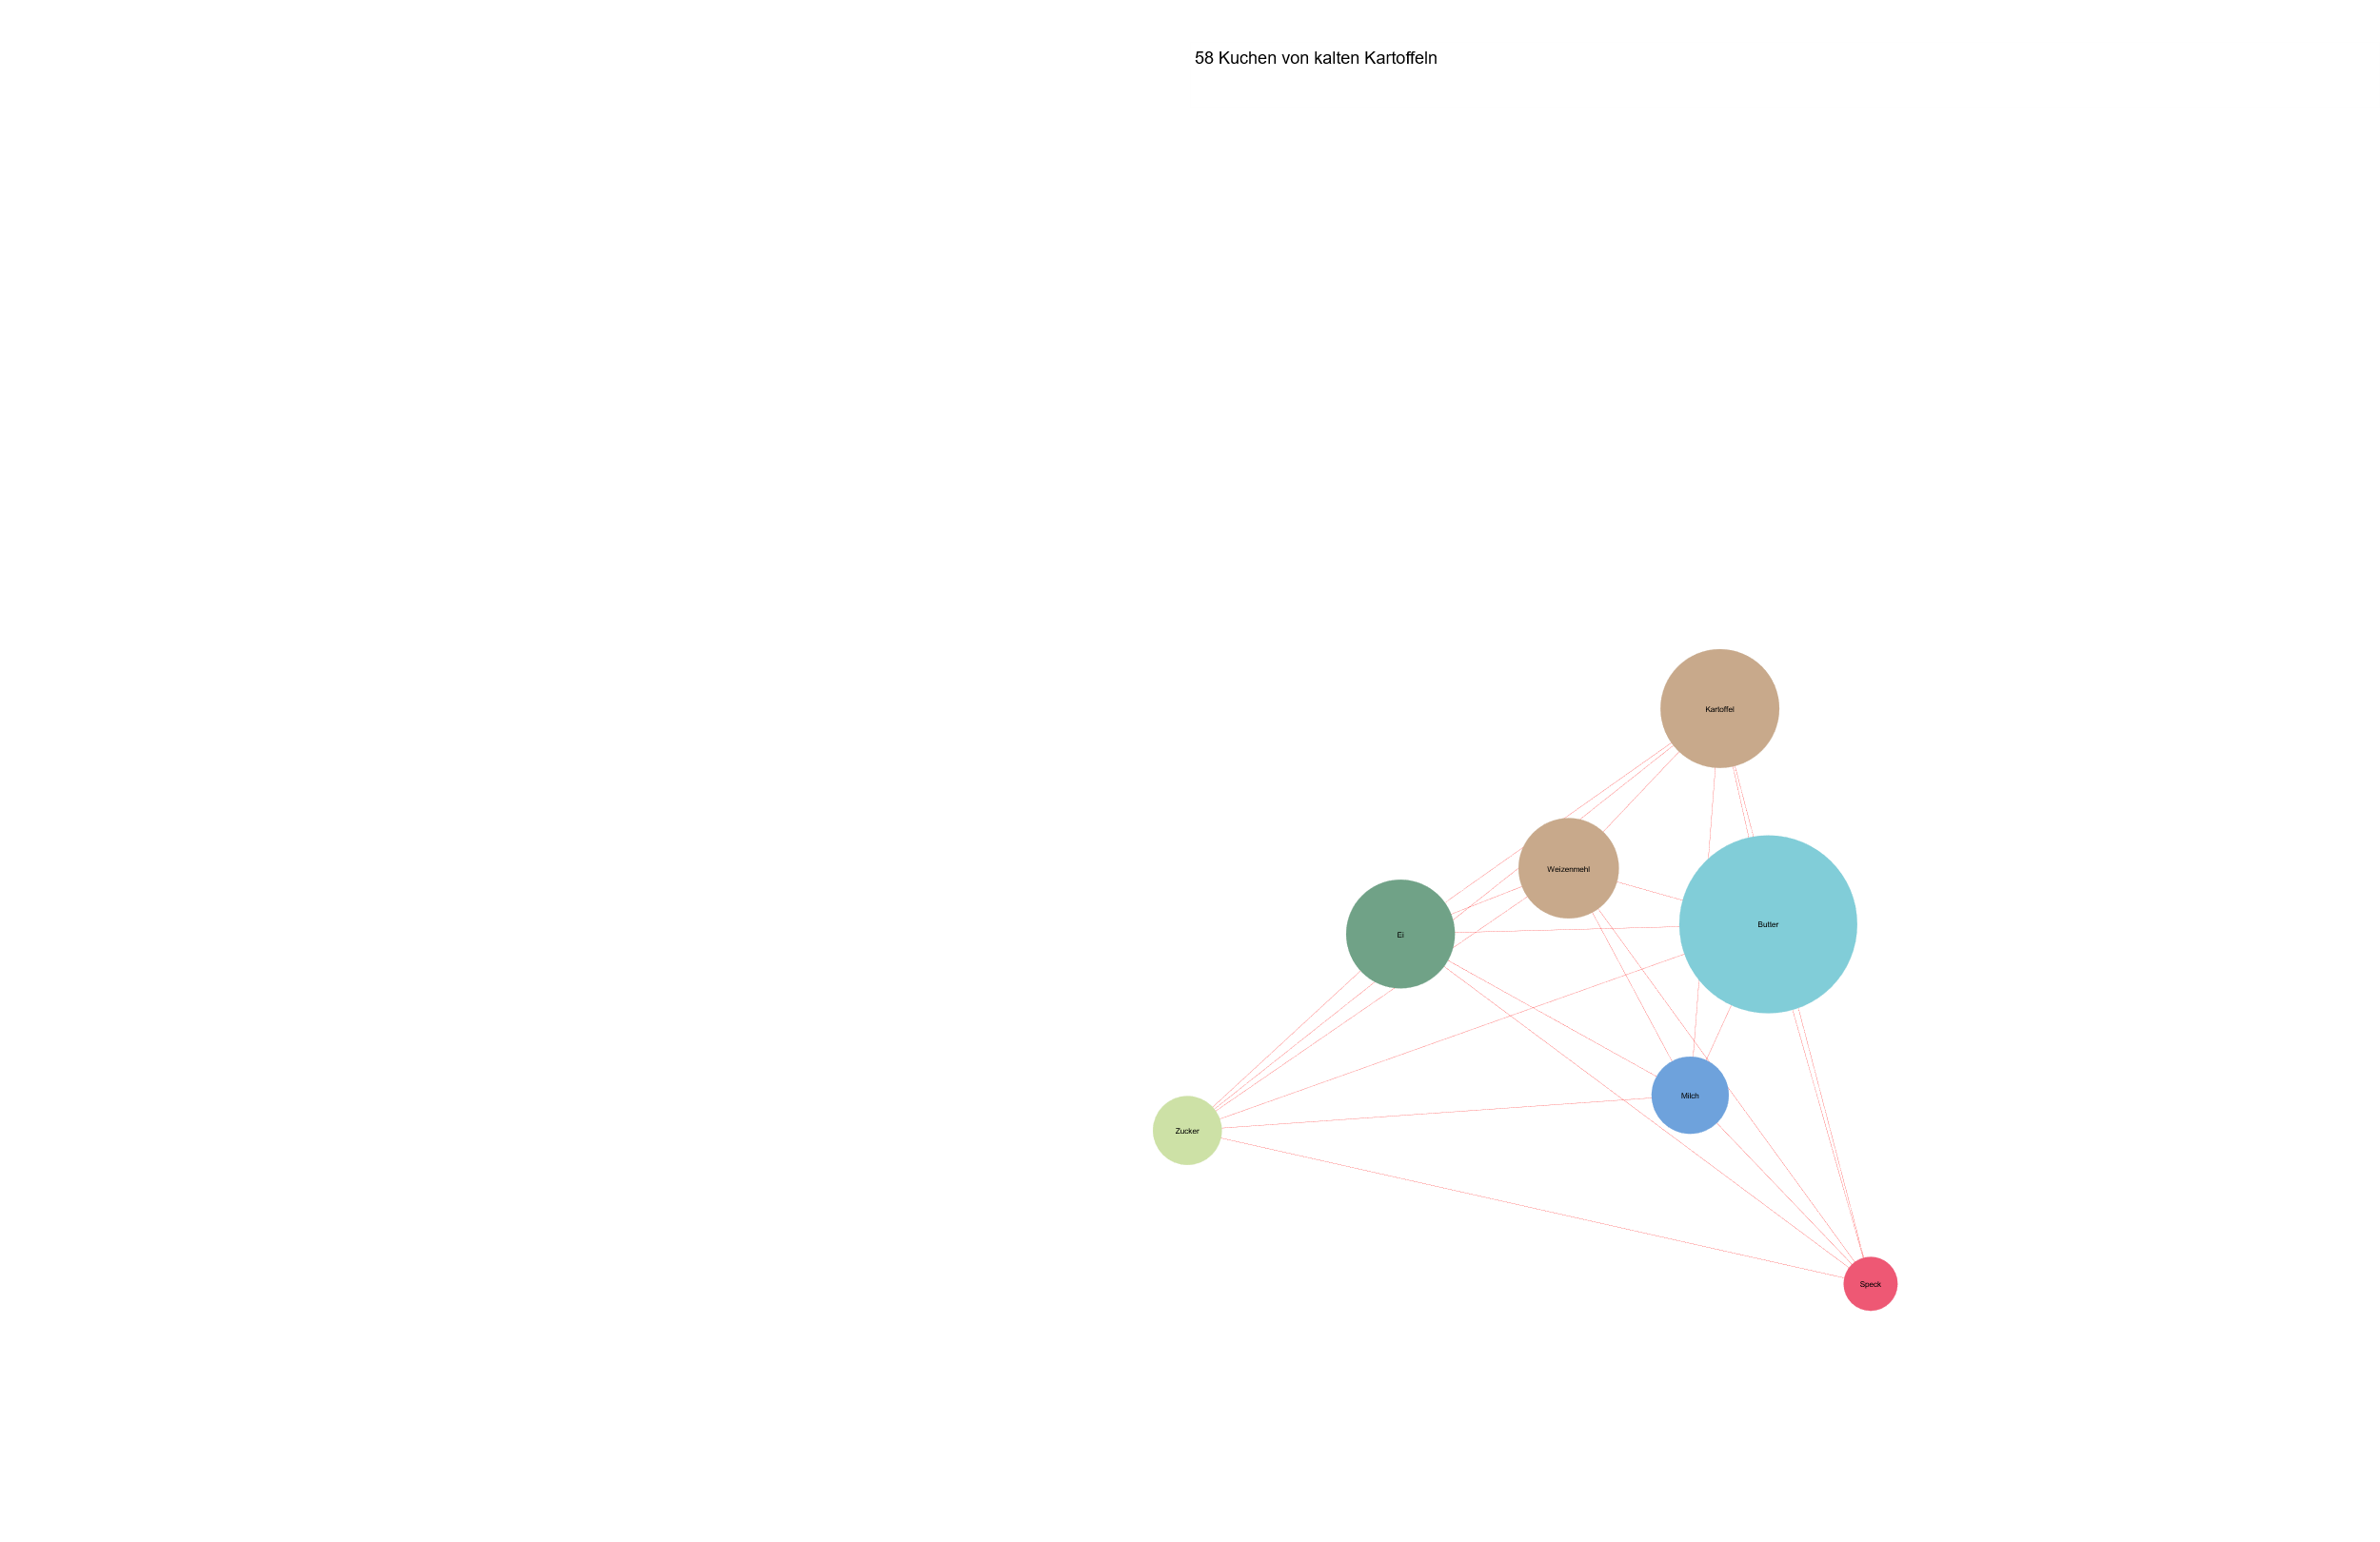 58 Kuchen von kalten Kartoffeln
Kartoffel
Weizenmehl
Butter
Ei
Milch
Zucker
Speck